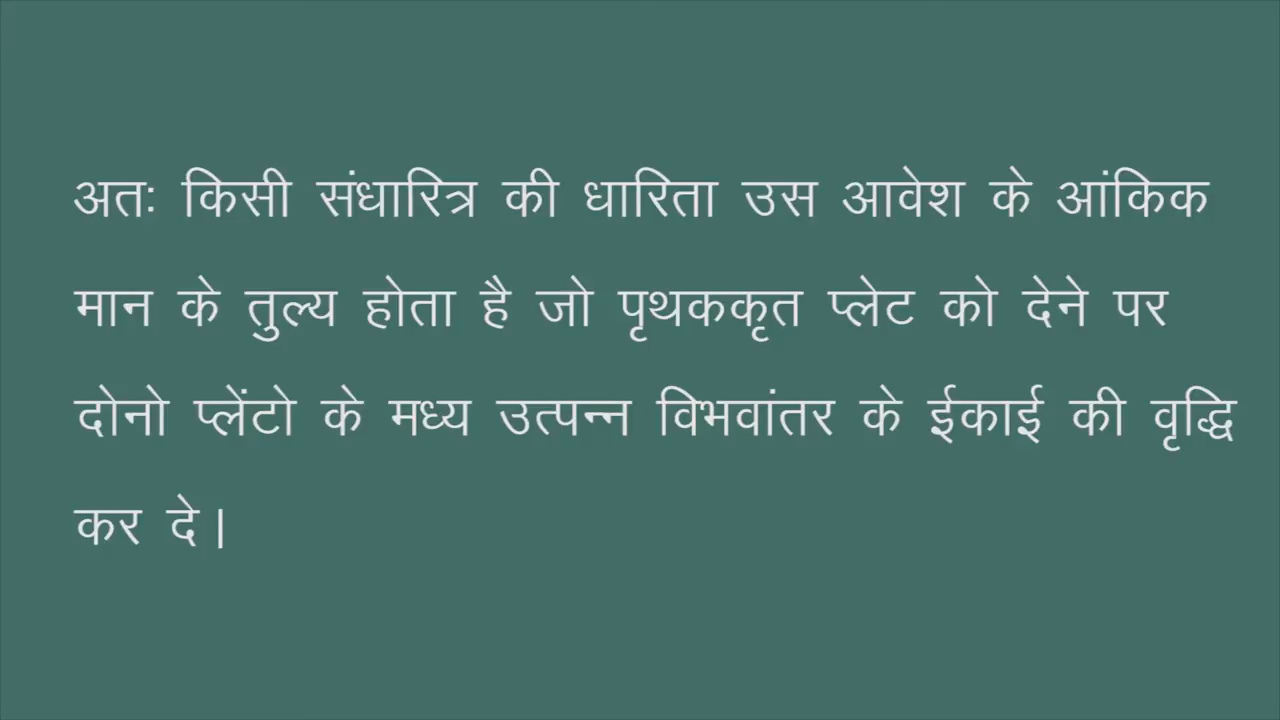 अतः किसी संधारित्र की धारिता उस आवेश के आंकिक
मान के तुल्य होता है जो पृथककृत प्लेट को देने पर
दोनो प्लेंटो के मध्य उत्पन्न विभवांतर के ईकाई की वृद्धि
कर दे।